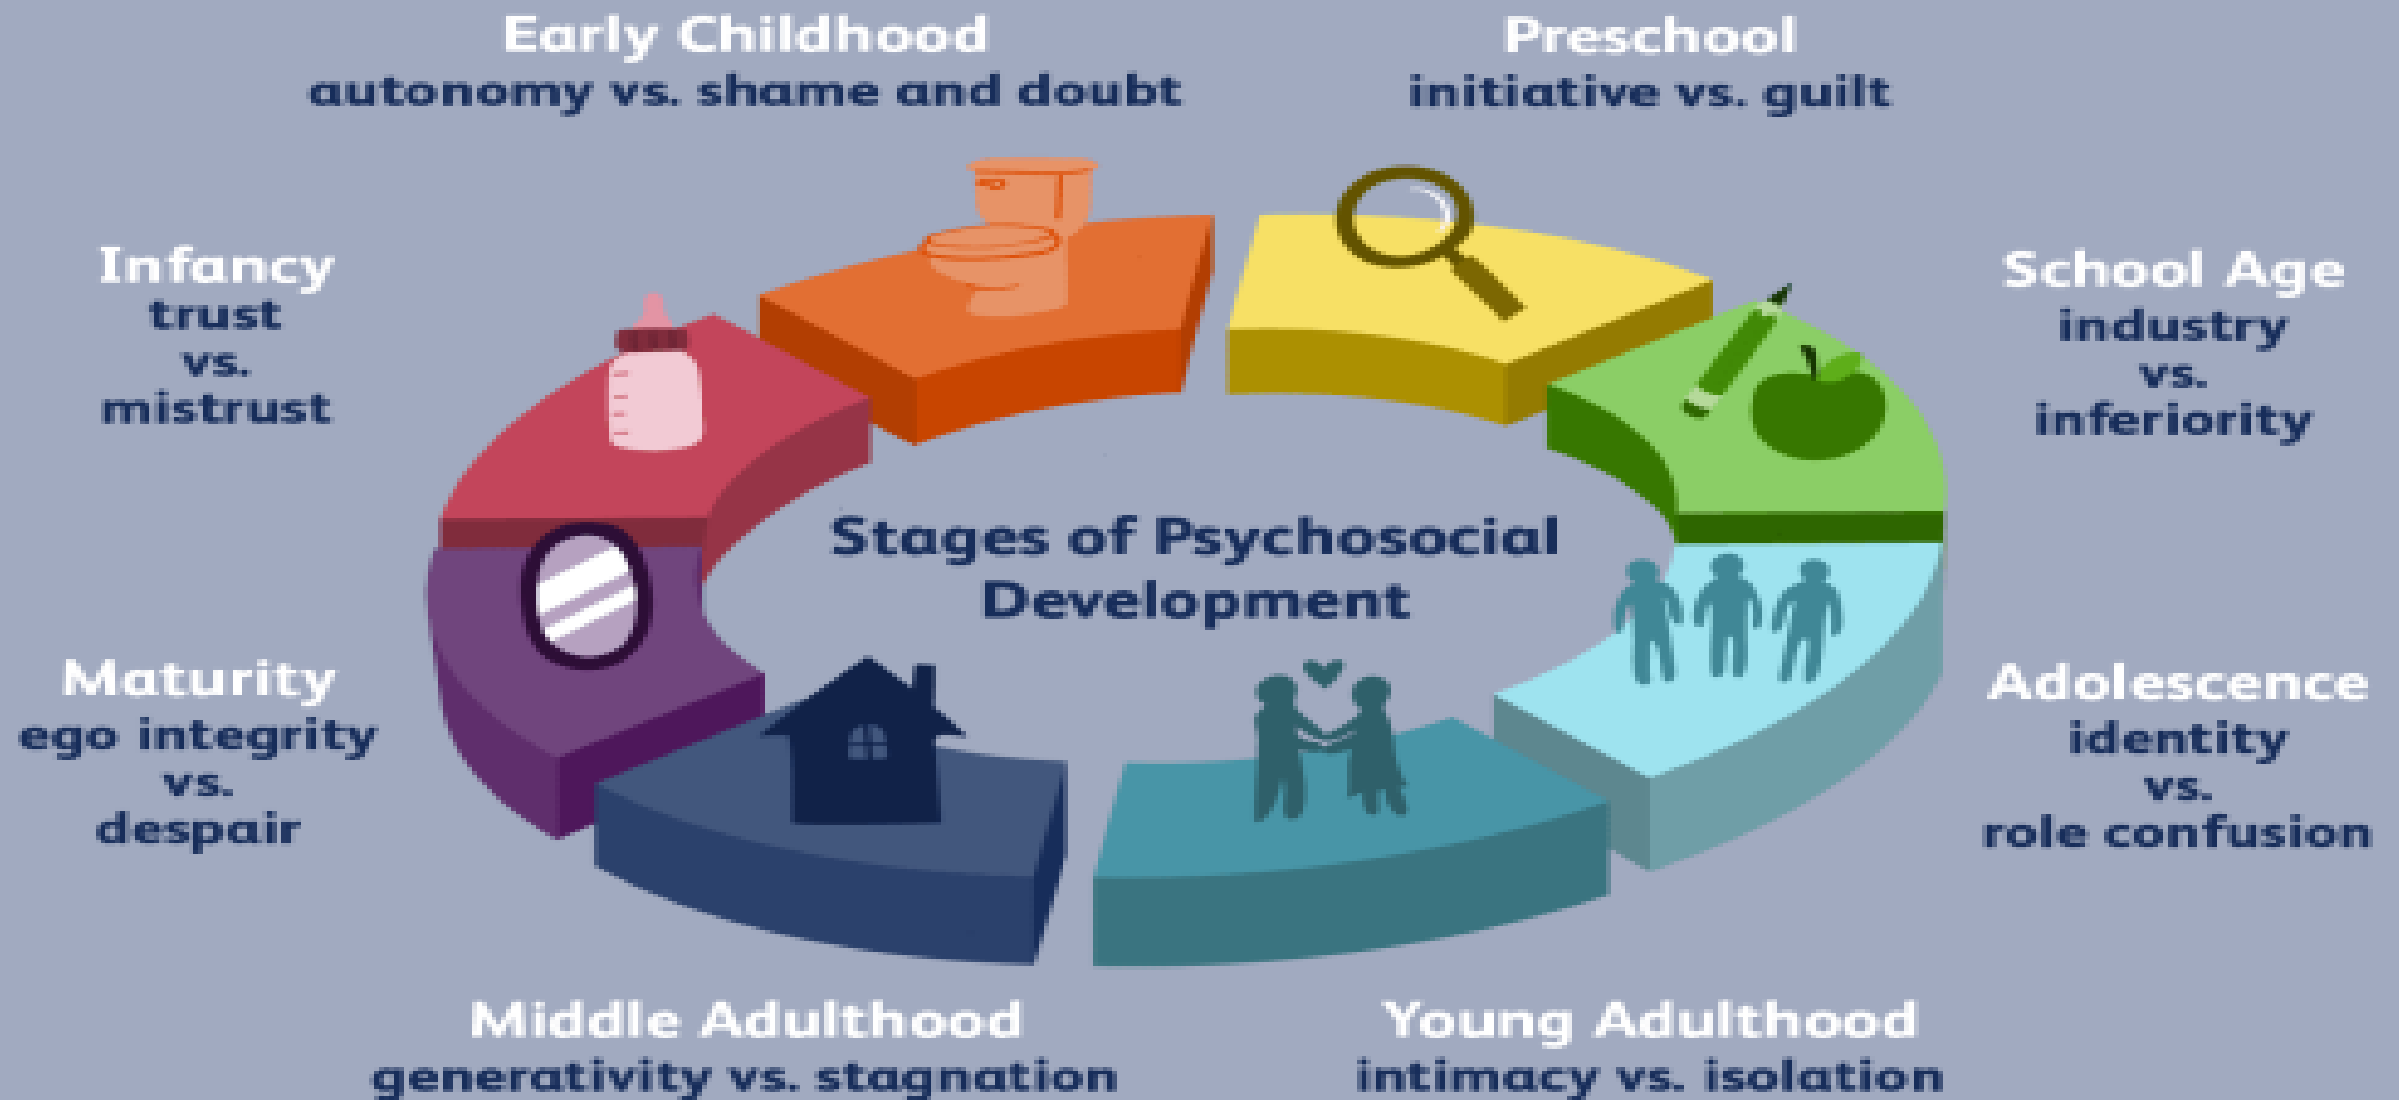 Early Childhood
autonomy vs. shame and doubt
Preschool
initiative vs. guilt
Infancy
trust
vs.
mistrust
School Age
industry
vs.
inferiority
Stages of Psychosocial
Development
Maturity
ego integrity
vs.
despair
Adolescence
identity
vs.
role confusion
Middle Adulthood
generativity vs. stagnation
Young Adulthood
intimacy vs. isolation